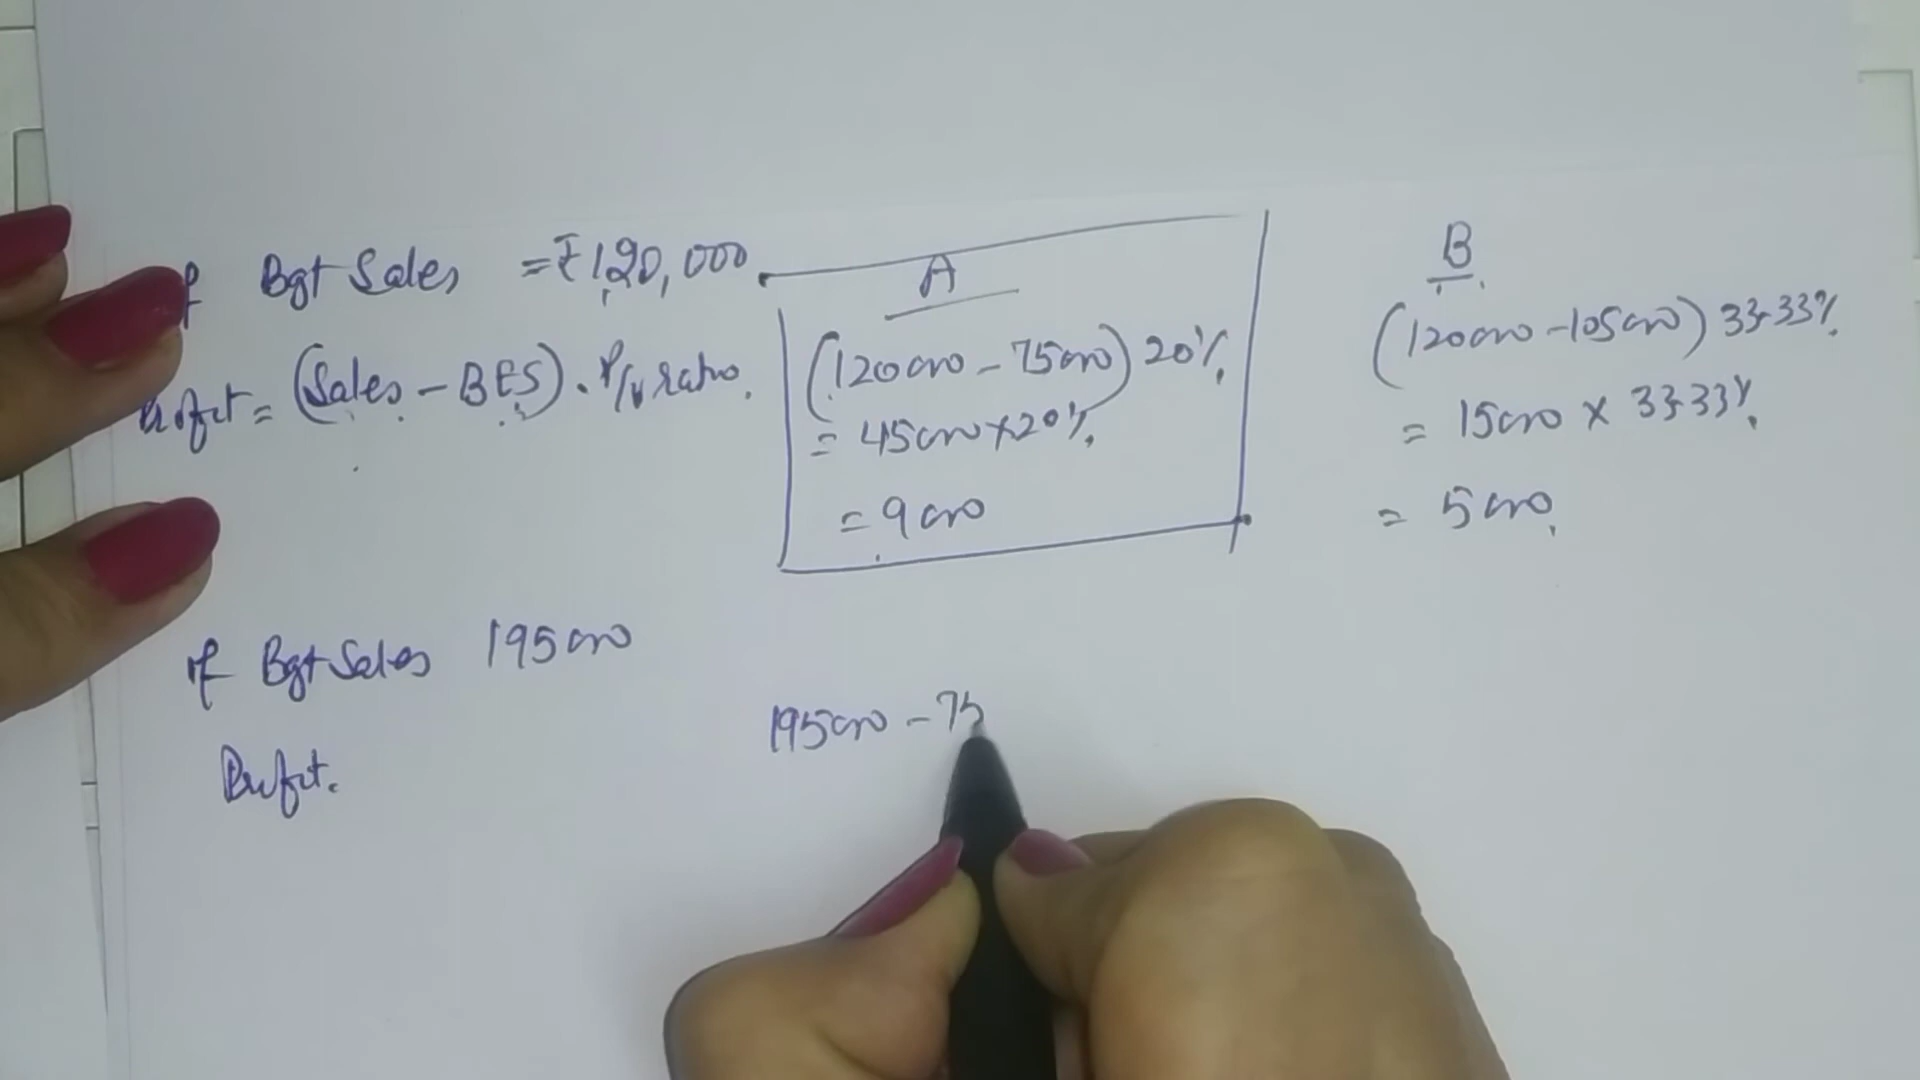 If Bgt Sales = ₹ 120,000
Profit = (Sales - BES) . P/V ratio.
A
(120cro - 75cro) 20%
= 45cro x 20%
= 9cro
B
(120cro - 105cro) 33.33%
= 15cro x 33.33%
= 5cro
If Bgt Sales 195cro
Profit.
195cro - 75